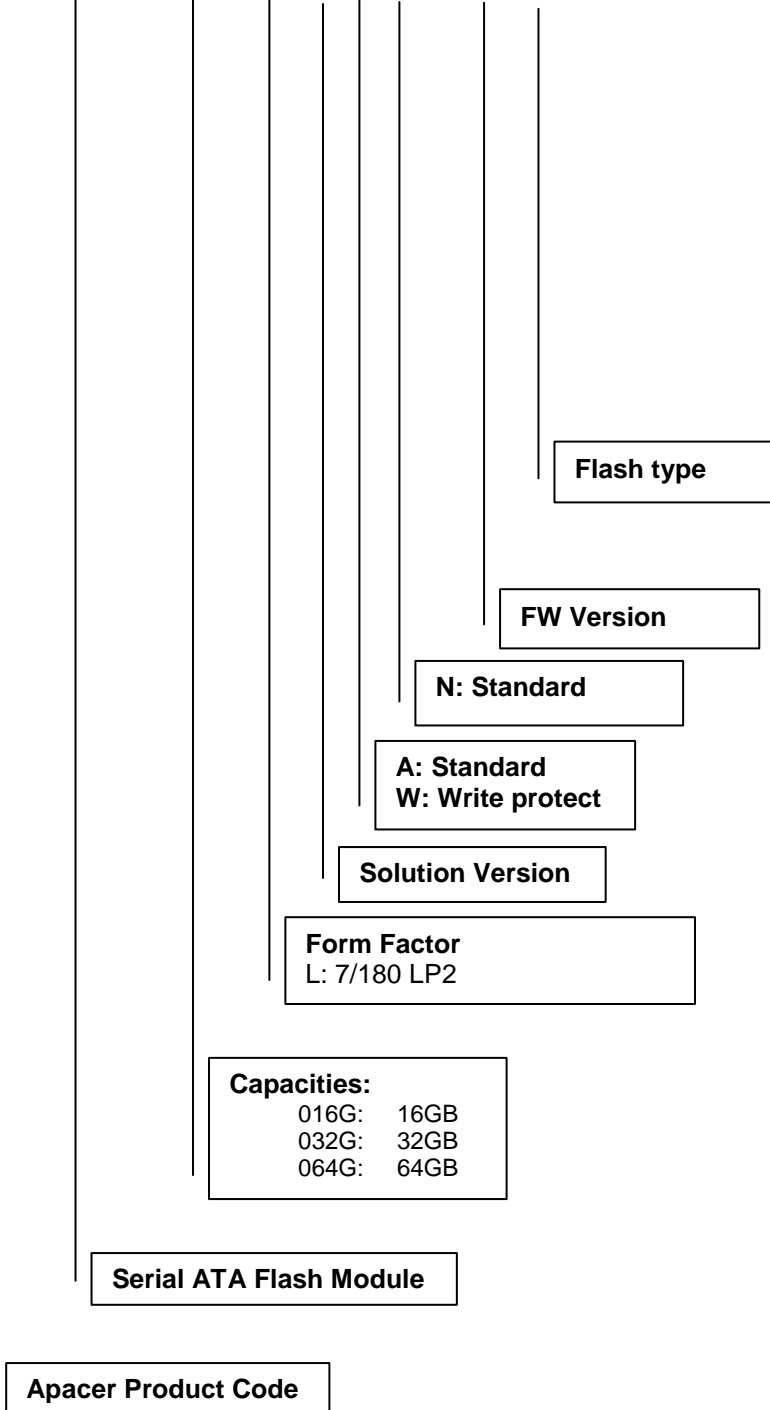 Flash type
FW Version
N: Standard
A: Standard
W: Write protect
Solution Version
Form Factor
L: 7/180 LP2
Capacities:
016G: 16GB
032G: 32GB
064G: 64GB
Serial ATA Flash Module
Apacer Product Code